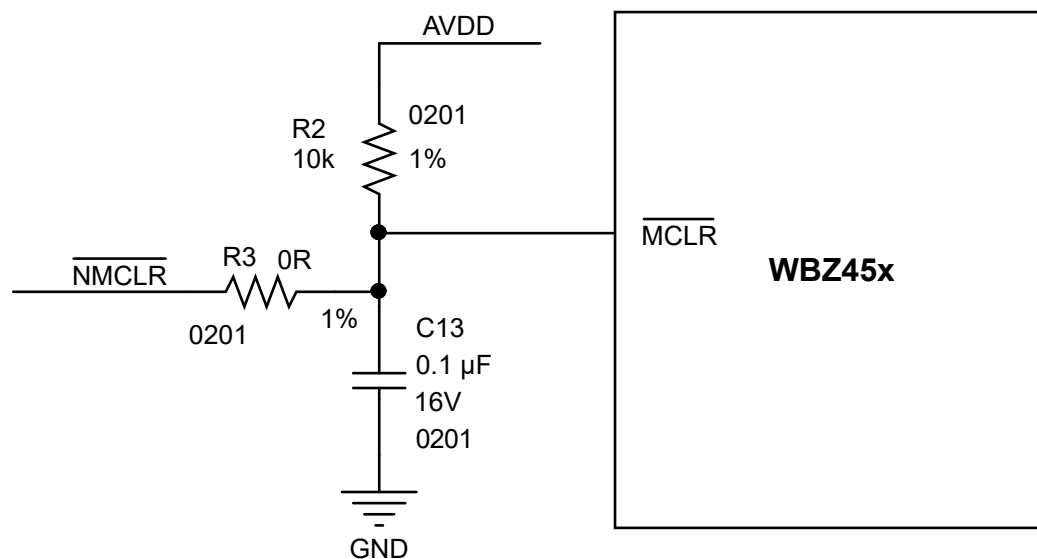 AVDD
R2
10k
0201
1%
MCLR
WBZ45x
NMCLR
R3
0R
0201
1%
C13
0.1 µF
16V
0201
GND